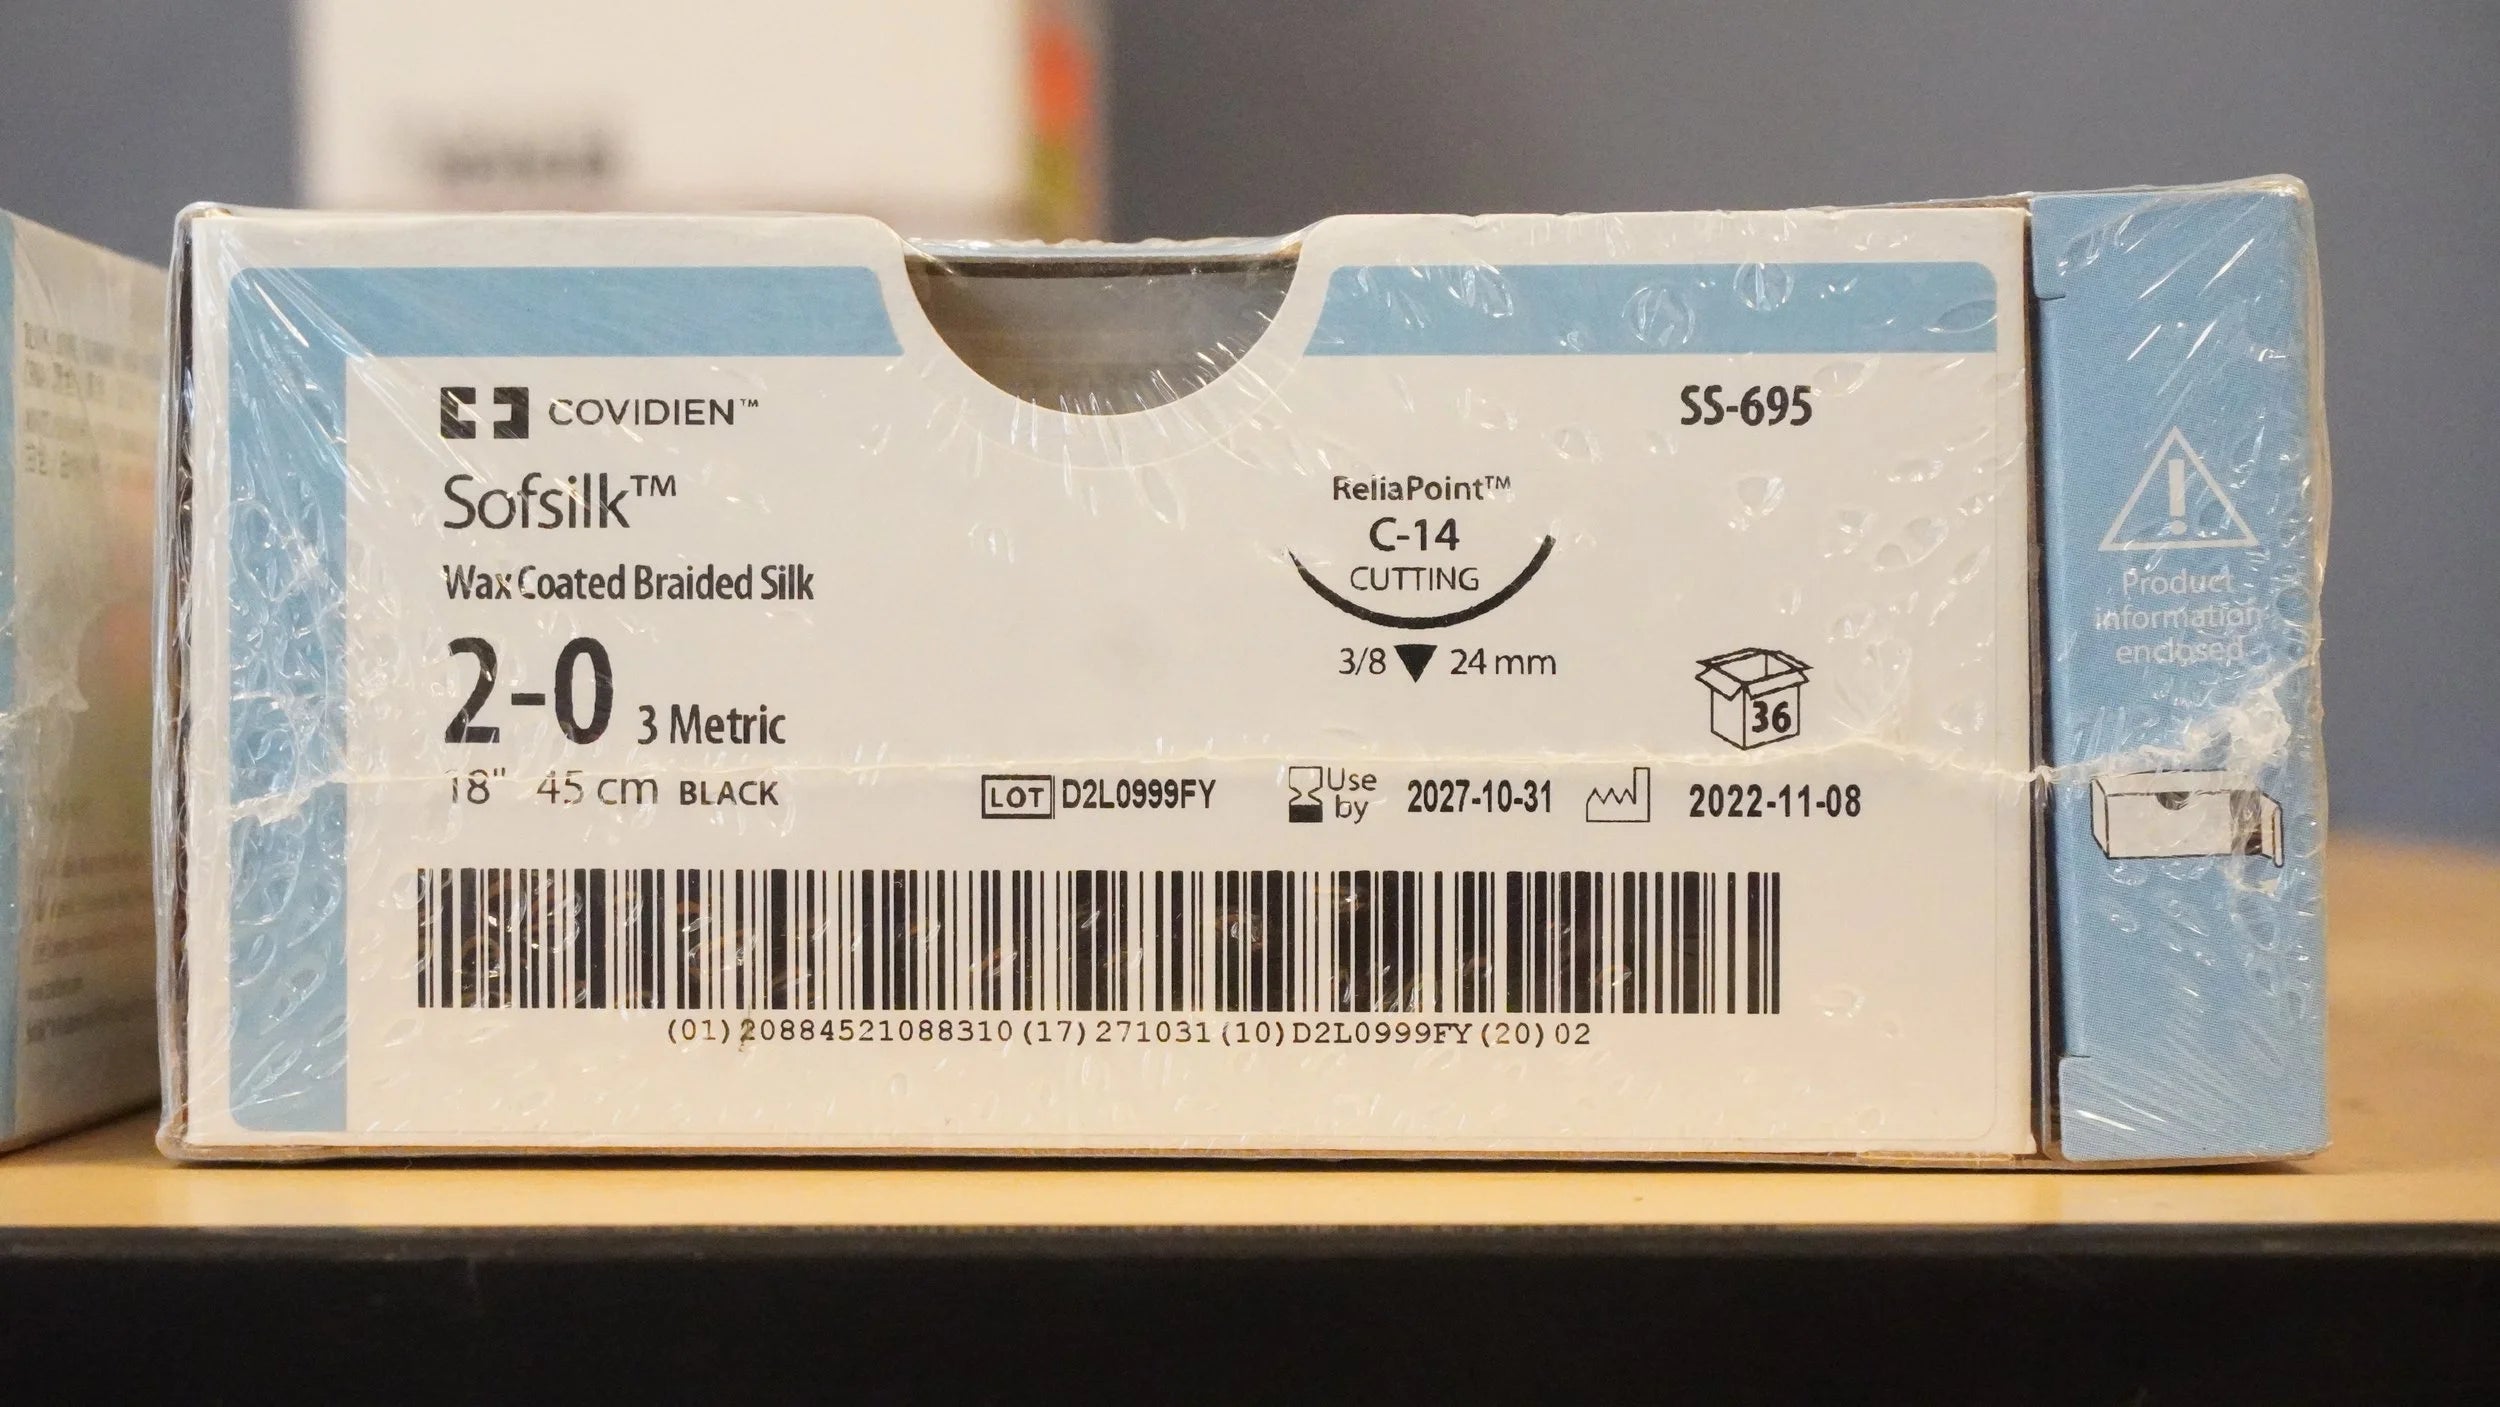 COVIDIEN™
SS-695
Sofsilk™
Wax Coated Braided Silk
2-0 3 Metric
18" 45 cm BLACK
ReliaPoint™
C-14
CUTTING
3/8 24 mm
36
LOT D2L0999FY
Use by 2027-10-31
2022-11-08
(01)20884521088310(17)271031(10)D2L0999FY(20)02
!
Product
information
enclosed